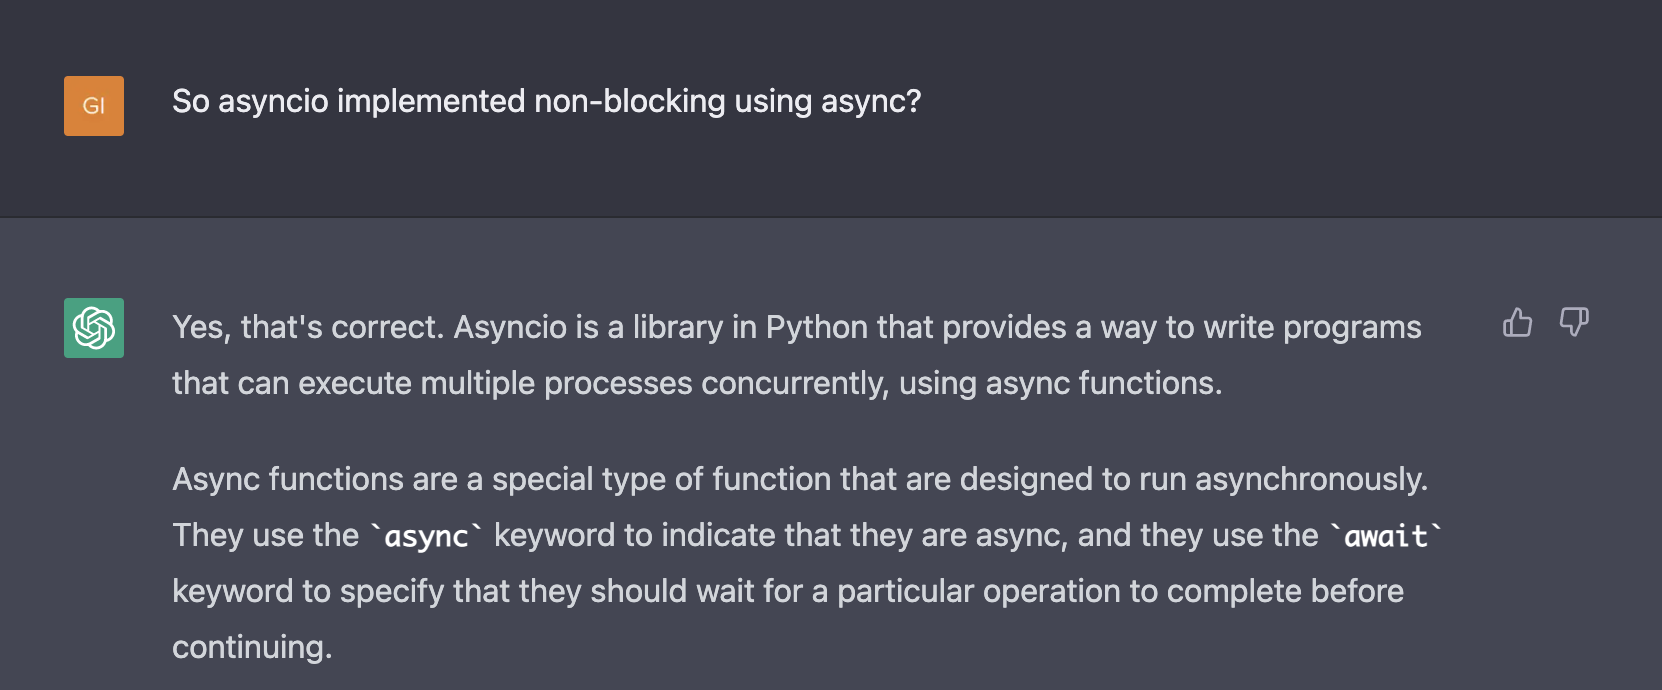 GI
So asyncio implemented non-blocking using async?
Yes, that's correct. Asyncio is a library in Python that provides a way to write programs
that can execute multiple processes concurrently, using async functions.
Async functions are a special type of function that are designed to run asynchronously.
They use the `async` keyword to indicate that they are async, and they use the `await`
keyword to specify that they should wait for a particular operation to complete before
continuing.